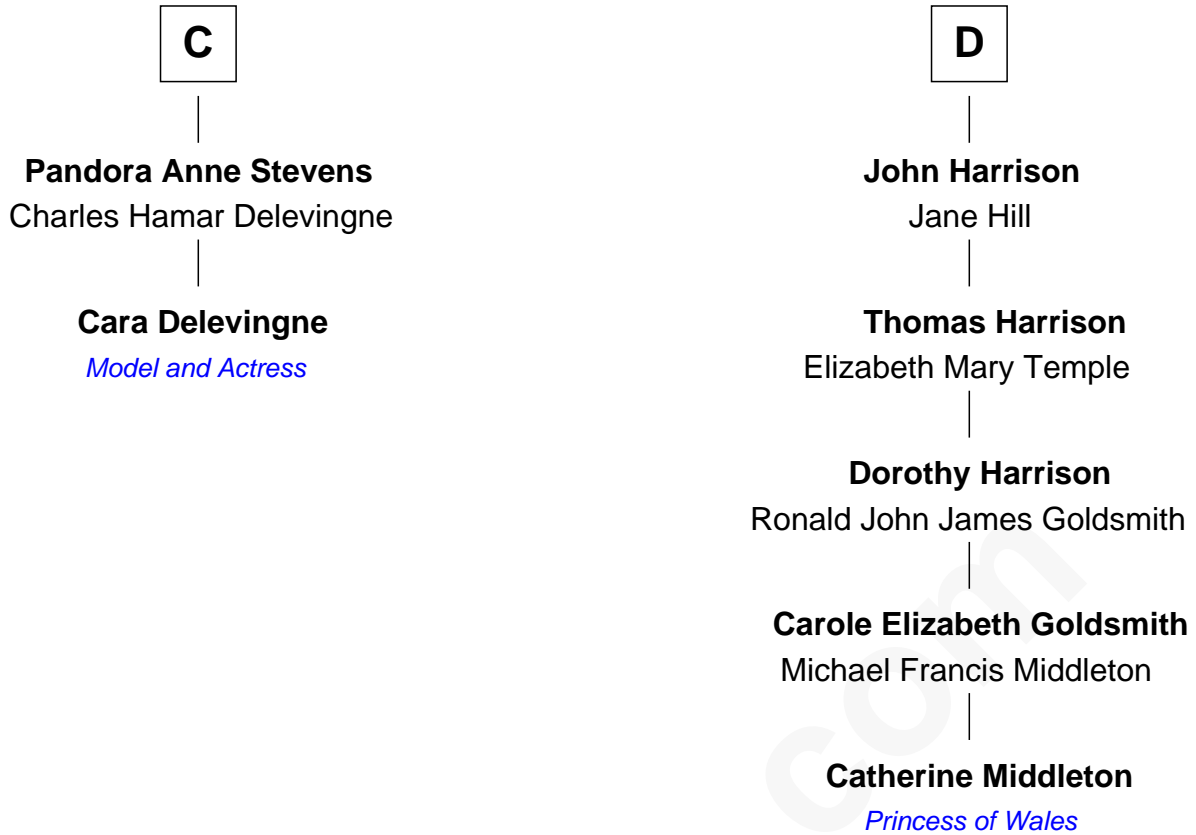 C
Pandora Anne Stevens
Charles Hamar Delevingne
Cara Delevingne
Model and Actress
D
John Harrison
Jane Hill
Thomas Harrison
Elizabeth Mary Temple
Dorothy Harrison
Ronald John James Goldsmith
Carole Elizabeth Goldsmith
Michael Francis Middleton
Catherine Middleton
Princess of Wales
com